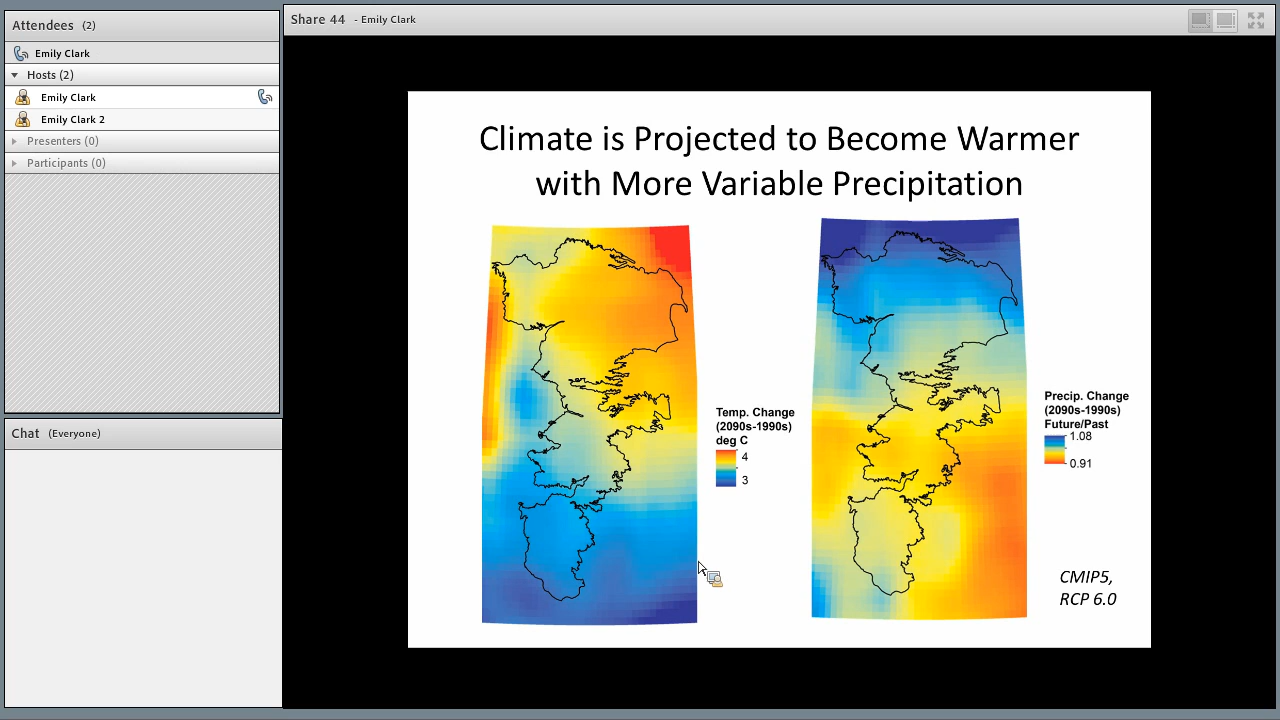 Attendees (2)
Emily Clark
Hosts (2)
Emily Clark
Emily Clark 2
Presenters (0)
Participants (0)
Chat (Everyone)
Share 44 - Emily Clark
Climate is Projected to Become Warmer
with More Variable Precipitation
Temp. Change
(2090s-1990s)
deg C
4
3
Precip. Change
(2090s-1990s)
Future/Past
1.08
0.91
CMIP5,
RCP 6.0